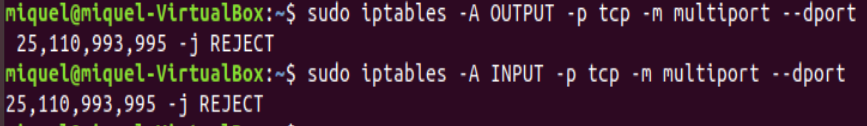 miquel@miquel-VirtualBox:~$ sudo iptables -A OUTPUT -p tcp -m multiport --dport
25,110,993,995 -j REJECT
miquel@miquel-VirtualBox:~$ sudo iptables -A INPUT -p tcp -m multiport --dport
25,110,993,995 -j REJECT